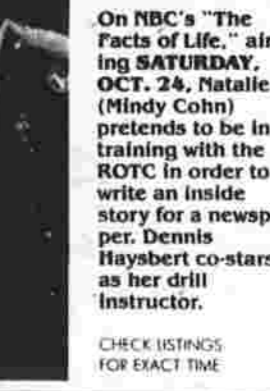 On NBC's "The
Facts of Life," air
ing SATURDAY,
OCT. 24, Natalie
(Mindy Cohn)
pretends to be in
training with the
ROTC in order to
write an inside
story for a newsp
per. Dennis
Haysbert co-stars
as her drill
instructor.
CHECK LISTINGS
FOR EXACT TIME